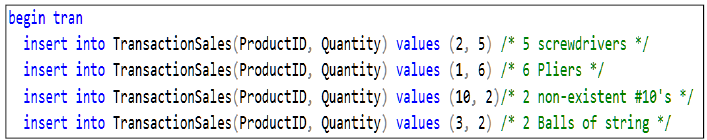 begin tran
insert into TransactionSales(ProductID, Quantity) values (2, 5) /* 5 screwdrivers */
insert into TransactionSales(ProductID, Quantity) values (1, 6) /* 6 Pliers */
insert into TransactionSales(ProductID, Quantity) values (10, 2)/* 2 non-existent #10's */
insert into TransactionSales(ProductID, Quantity) values (3, 2) /* 2 Balls of string */